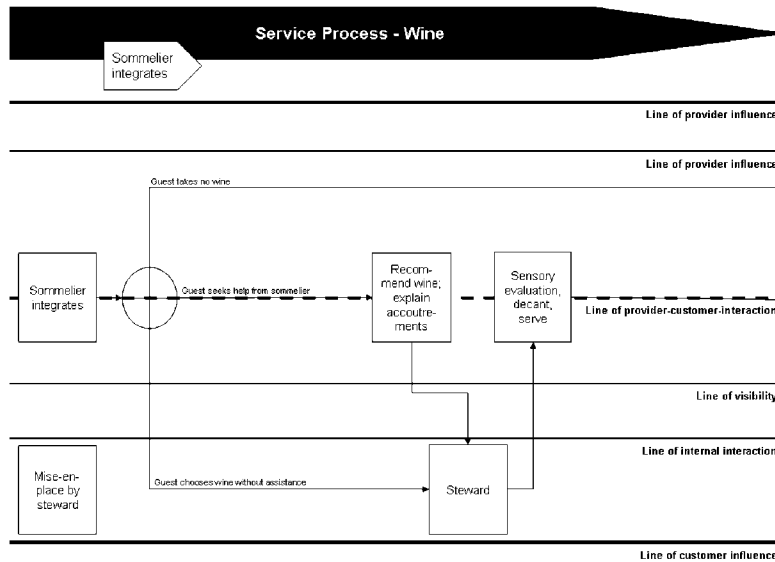 Service Process - Wine
Sommelier
integrates
Line of provider influence
Line of provider influence
Guest takes no wine
Sommelier
integrates
Guest seeks help from sommelier
Recom-
mend wine;
explain
accoutre-
ments
Sensory
evaluation,
decant,
serve
Line of provider-customer-interaction
Line of visibility
Line of internal interaction
Mise-en-
place by
steward
Guest chooses wine without assistance
Steward
Line of customer influence